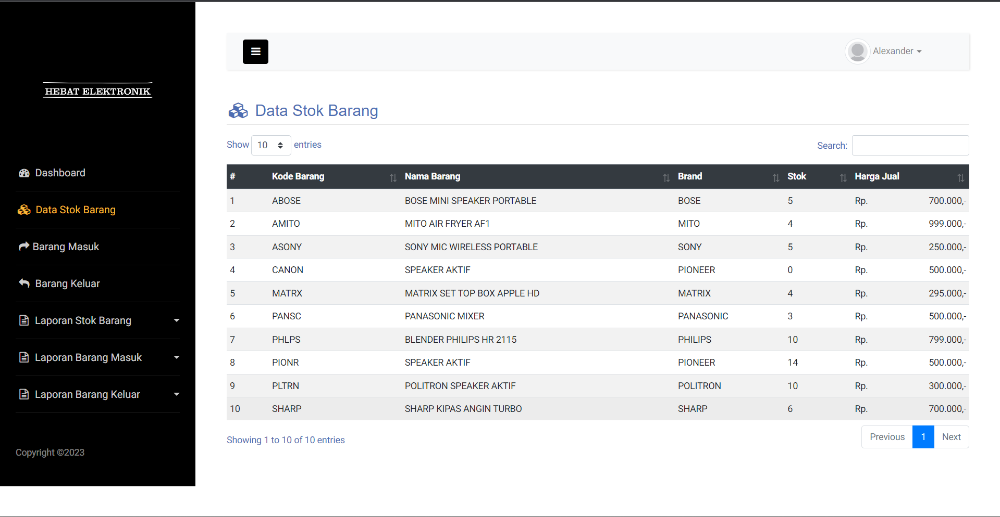 HEBAT ELEKTRONIK
Dashboard
Data Stok Barang
Barang Masuk
Barang Keluar
Laporan Stok Barang
Laporan Barang Masuk
Laporan Barang Keluar
Copyright ©2023
Alexander
Data Stok Barang
Show 10 entries Search:
# Kode Barang Nama Barang Brand Stok Harga Jual
1 ABOSE BOSE MINI SPEAKER PORTABLE BOSE 5 Rp. 700.000,-
2 AMITO MITO AIR FRYER AF1 MITO 4 Rp. 999.000,-
3 ASONY SONY MIC WIRELESS PORTABLE SONY 5 Rp. 250.000,-
4 CANON SPEAKER AKTIF PIONEER 0 Rp. 500.000,-
5 MATRX MATRIX SET TOP BOX APPLE HD MATRIX 4 Rp. 295.000,-
6 PANSC PANASONIC MIXER PANASONIC 3 Rp. 500.000,-
7 PHLPS BLENDER PHILIPS HR 2115 PHILIPS 10 Rp. 799.000,-
8 PIONR SPEAKER AKTIF PIONEER 14 Rp. 500.000,-
9 PLTRN POLITRON SPEAKER AKTIF POLITRON 10 Rp. 300.000,-
10 SHARP SHARP KIPAS ANGIN TURBO SHARP 6 Rp. 700.000,-
Showing 1 to 10 of 10 entries Previous 1 Next